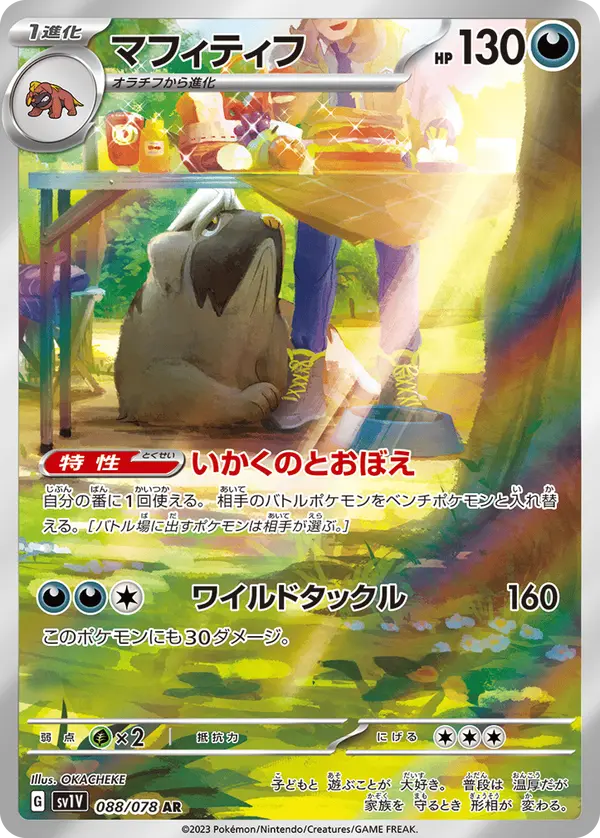 1進化 マフィティフ HP 130
オラチフから進化
特性 とくせい いかくのとおぼえ
自分の番に1回使える。相手のバトルポケモンをベンチポケモンと入れ替
える。[バトル場に出すポケモンは相手が選ぶ。]
ワイルドタックル 160
このポケモンにも30ダメージ。
弱点 ×2 抵抗力 にげる
Illus. OKACHEKE
G sv1V 088/078 AR
子どもと 遊ぶことが 大好き。 普段は 温厚だが
家族を 守るとき 形相が 変わる。
©2023 Pokémon/Nintendo/Creatures/GAME FREAK.